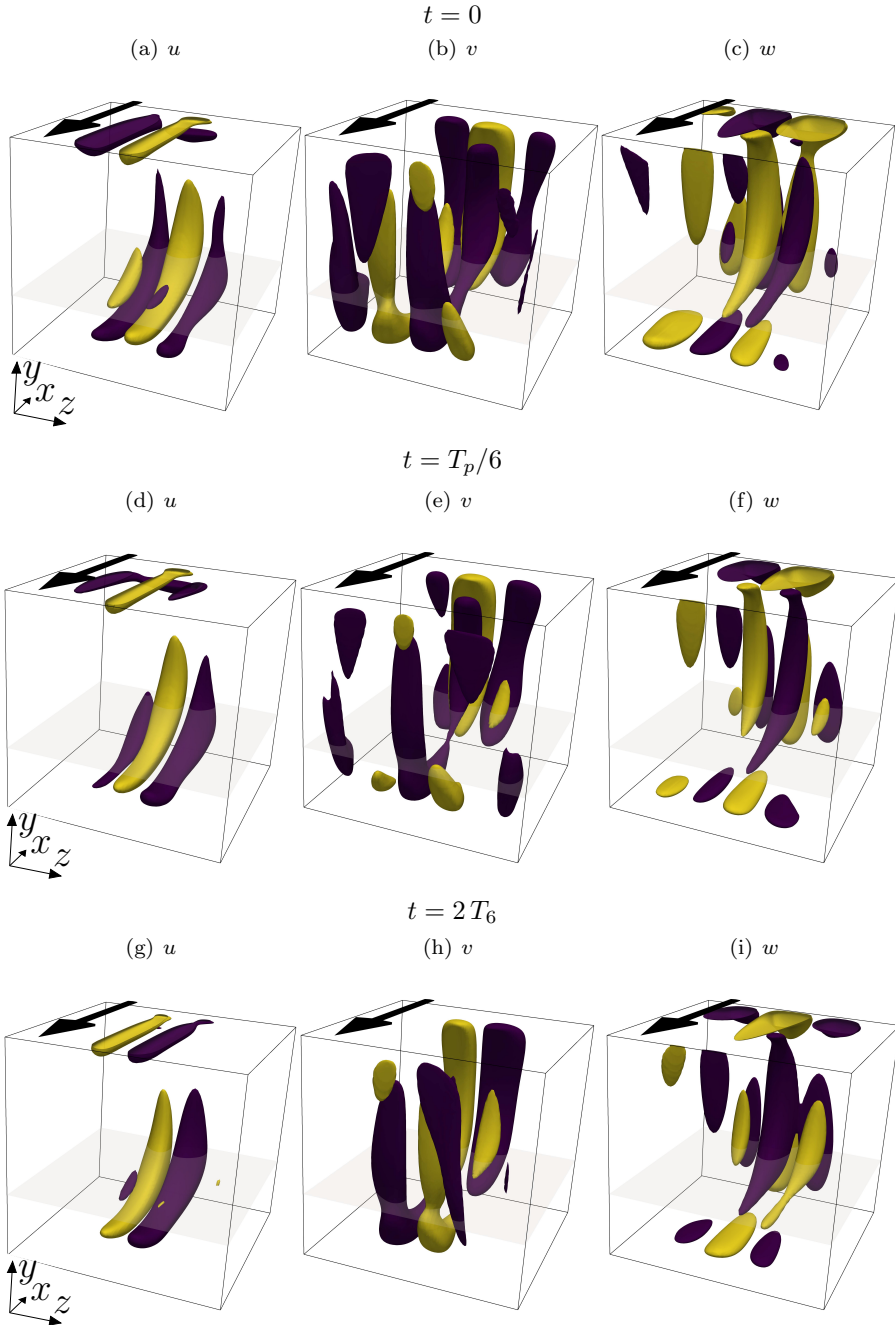 t = 0
(a) u (b) v (c) w
y
x
z
t = T_p/6
(d) u (e) v (f) w
y
x
z
t = 2 T_6
(g) u (h) v (i) w
y
x
z